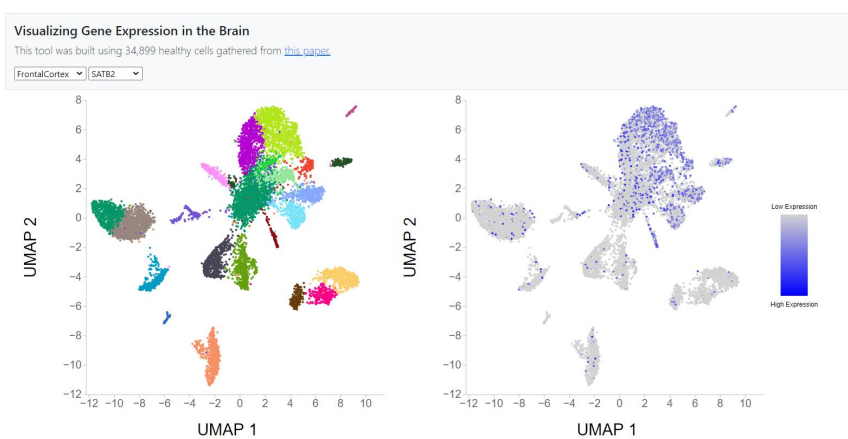 Visualizing Gene Expression in the Brain
This tool was built using 34,899 healthy cells gathered from this paper.
FrontalCortex SATB2
8
6
4
2
0
−2
−4
−6
−8
−10
−12
UMAP 2
−12 −10 −8 −6 −4 −2 0 2 4 6 8 10
UMAP 1
8
6
4
2
0
−2
−4
−6
−8
−10
−12
UMAP 2
−12 −10 −8 −6 −4 −2 0 2 4 6 8 10
UMAP 1
Low Expression
High Expression